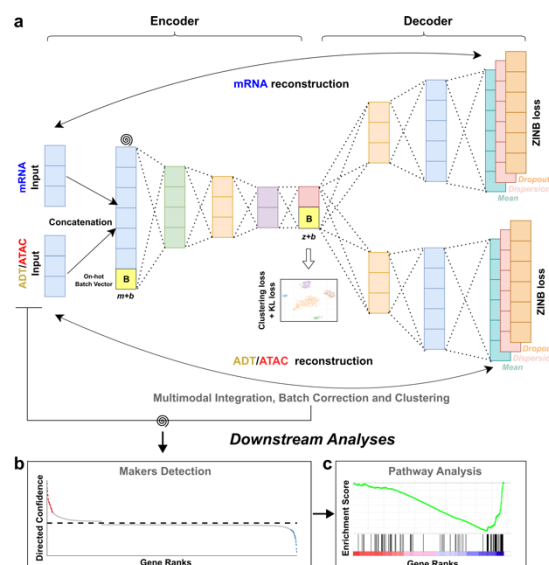 a
Encoder
Decoder
mRNA reconstruction
mRNA
Input
Concatenation
ADT/ATAC
Input
On-hot
Batch Vector
B
m+b
B
z+b
Clustering loss
+ KL loss
ZINB loss
Dropout
Dispersion
Mean
ZINB loss
Dropout
Dispersion
Mean
ADT/ATAC reconstruction
Multimodal Integration, Batch Correction and Clustering
Downstream Analyses
b
Makers Detection
Directed Confidence
Gene Ranks
c
Pathway Analysis
Enrichment Score
Gene Ranks